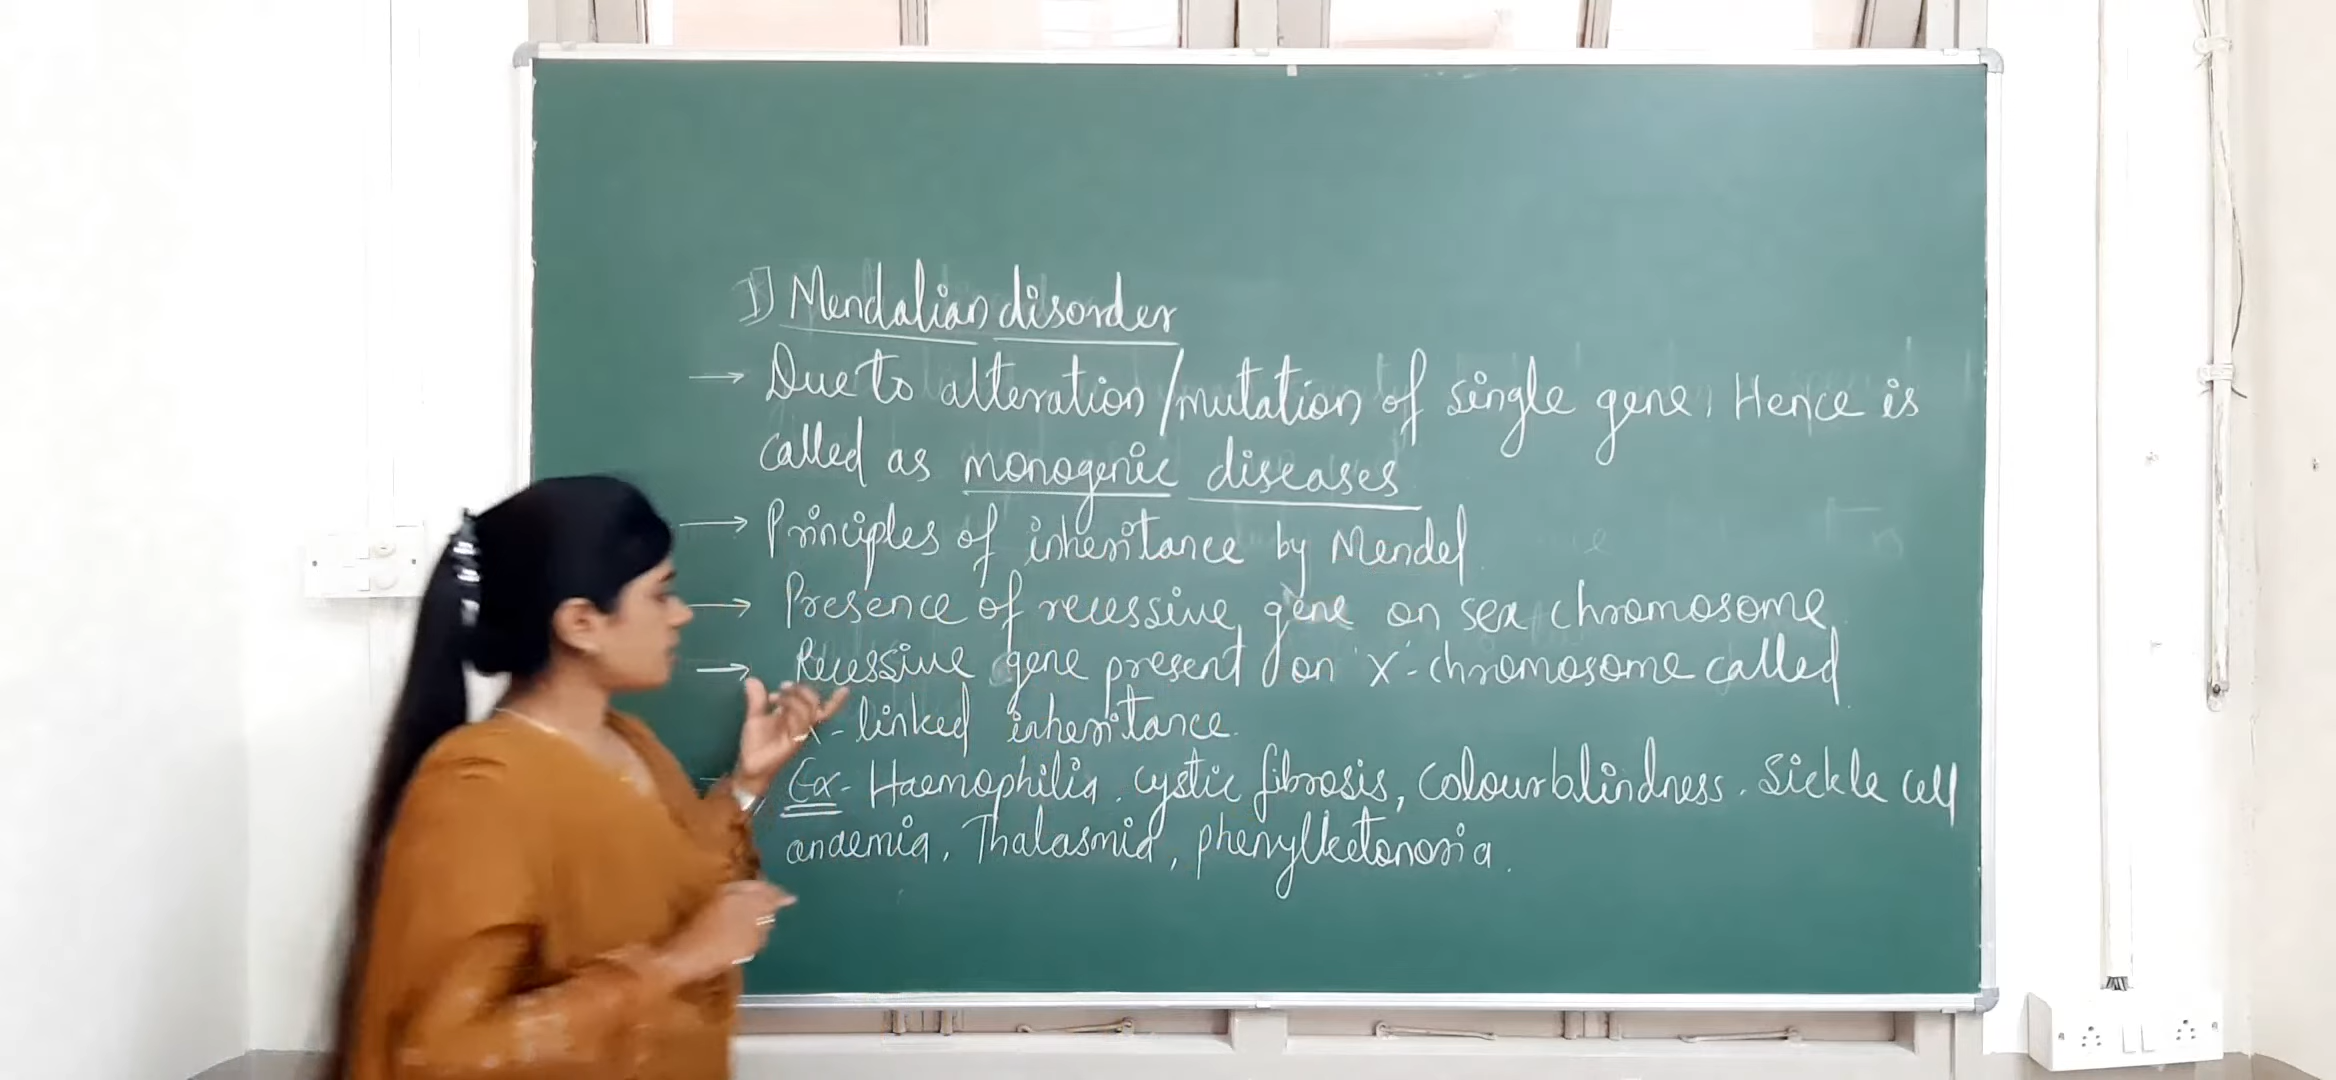 I] Mendalian disorder
→ Due to alteration/mutation of single gene, Hence is
called as monogenic diseases
→ Principles of inheritance by Mendel.
→ Presence of recessive gene on sex chromosome.
→ Recessive gene present on 'X'-chromosome called
X-linked inheritance.
Ex- Haemophilia. cystic fibrosis, colourblindness. Sickle cell
anaemia, Thalasmia, phenylketonoria.